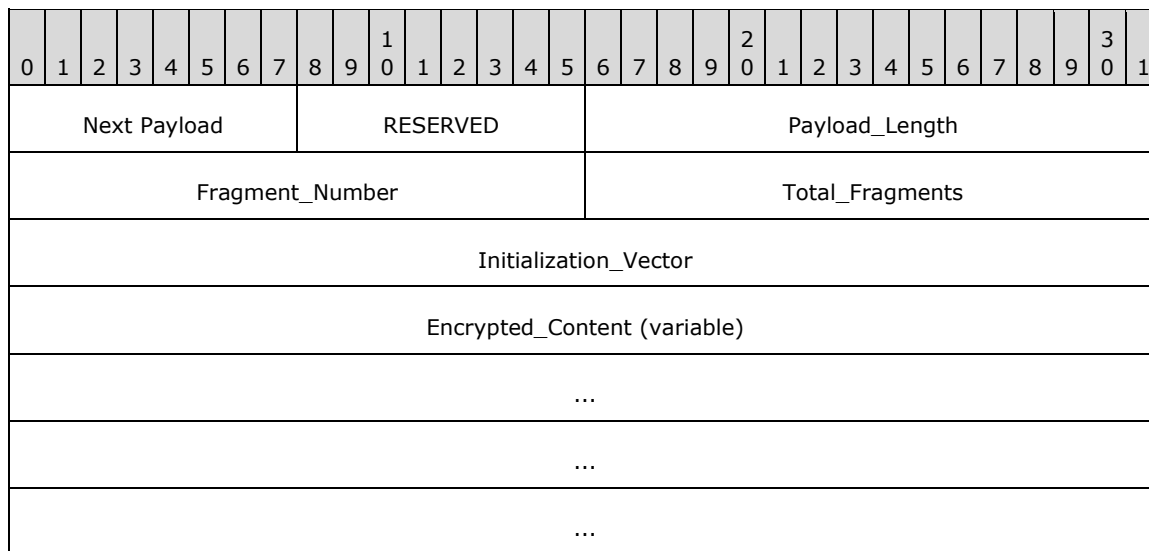 1 2 3
0 1 2 3 4 5 6 7 8 9 0 1 2 3 4 5 6 7 8 9 0 1 2 3 4 5 6 7 8 9 0 1
Next Payload RESERVED Payload_Length
Fragment_Number Total_Fragments
Initialization_Vector
Encrypted_Content (variable)
...
...
...